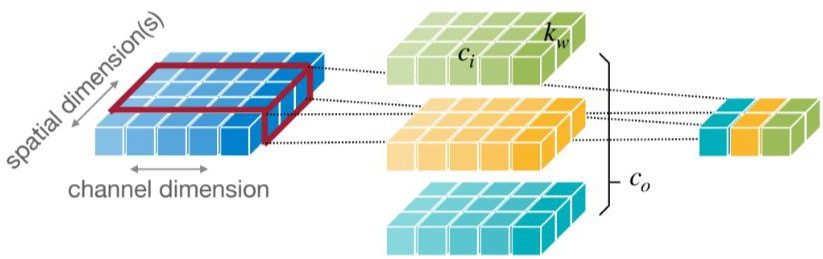 spatial dimension(s)
channel dimension
c_i
k_w
c_o